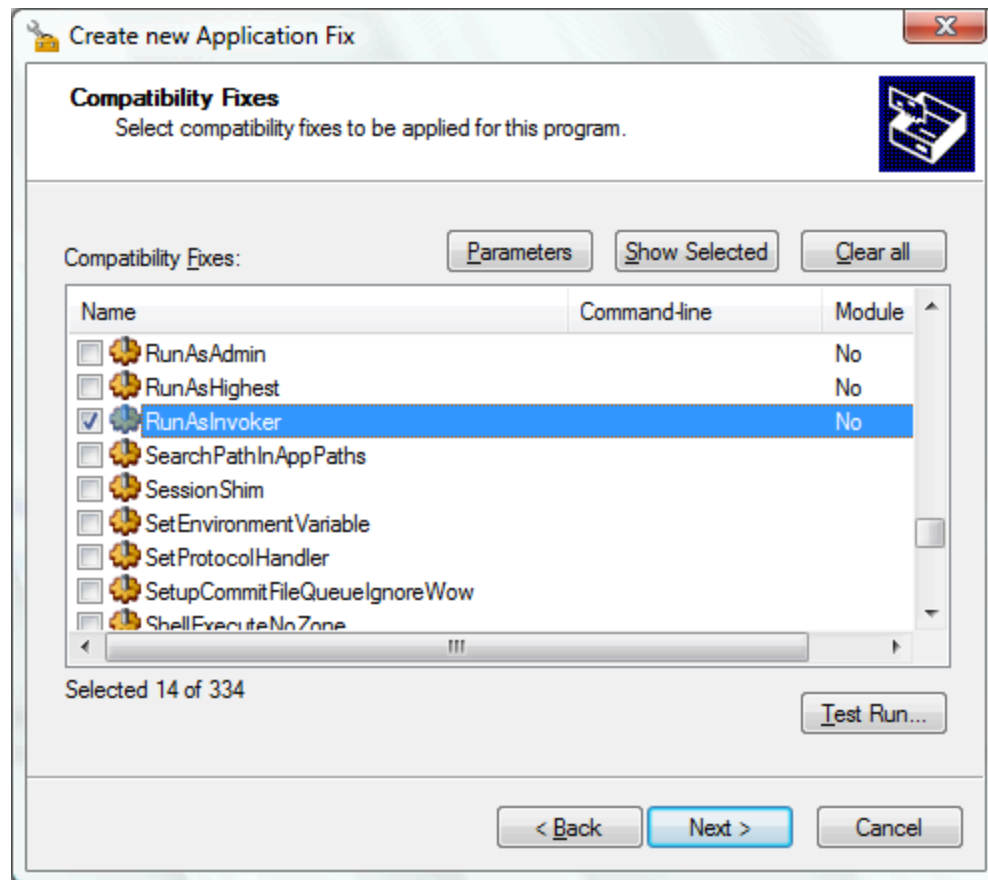 Create new Application Fix
Compatibility Fixes
Select compatibility fixes to be applied for this program.
Compatibility Fixes: Parameters Show Selected Clear all
Name Command-line Module
RunAsAdmin No
RunAsHighest No
RunAsInvoker No
SearchPathInAppPaths
SessionShim
SetEnvironmentVariable
SetProtocolHandler
SetupCommitFileQueueIgnoreWow
ShellExecuteNoZone
Selected 14 of 334
Test Run...
< Back Next > Cancel